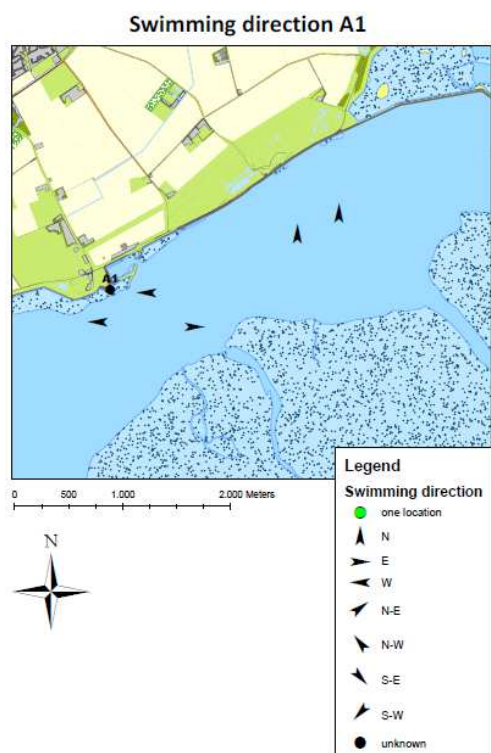 Swimming direction A1
A1
0 500 1.000 2.000 Meters
N
Legend
Swimming direction
one location
N
E
W
N-E
N-W
S-E
S-W
unknown